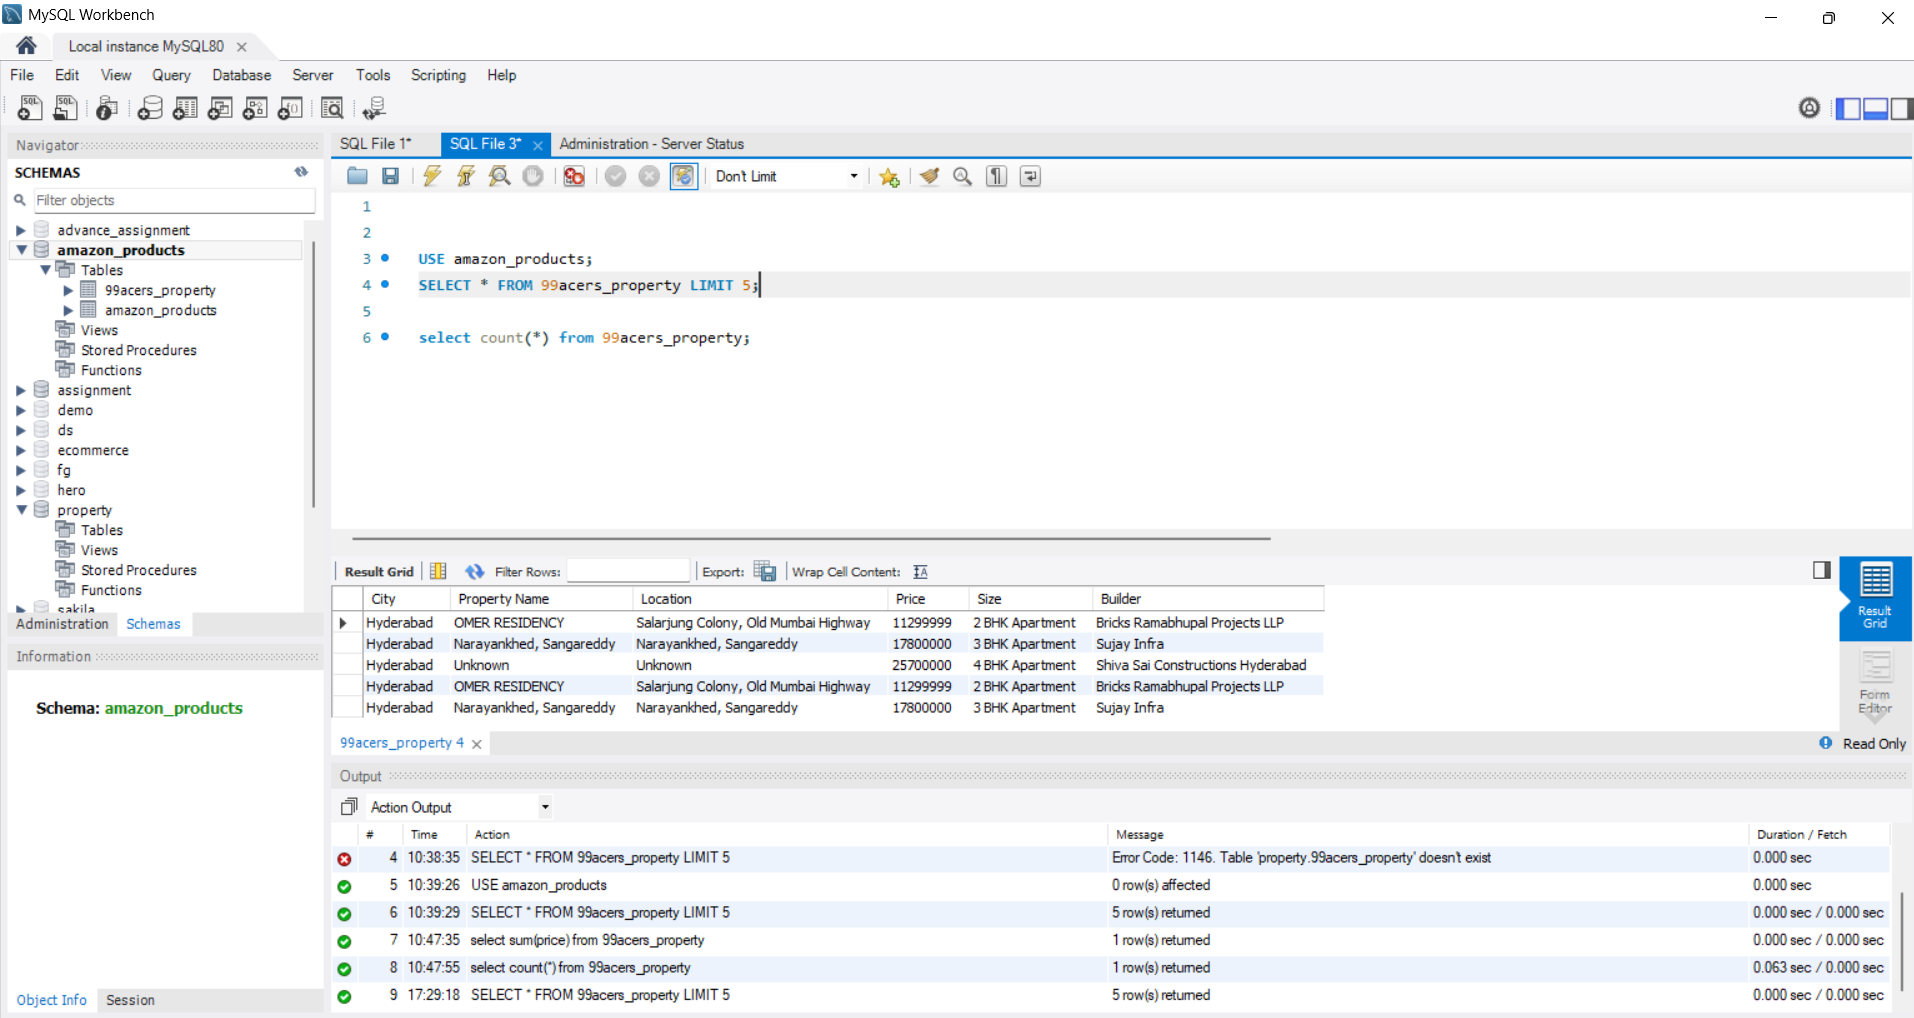 MySQL Workbench
Local instance MySQL80
File Edit View Query Database Server Tools Scripting Help
Navigator
SCHEMAS
Filter objects
advance_assignment
amazon_products
Tables
99acers_property
amazon_products
Views
Stored Procedures
Functions
assignment
demo
ds
ecommerce
fg
hero
property
Tables
Views
Stored Procedures
Functions
sakila
Administration Schemas
Information
Schema: amazon_products
Object Info Session
SQL File 1* SQL File 3* Administration - Server Status
Don't Limit
1
2
3 USE amazon_products;
4 SELECT * FROM 99acers_property LIMIT 5;
5
6 select count(*) from 99acers_property;
Result Grid Filter Rows: Export: Wrap Cell Content:
City Property Name Location Price Size Builder
Hyderabad OMER RESIDENCY Salarjung Colony, Old Mumbai Highway 11299999 2 BHK Apartment Bricks Ramabhupal Projects LLP
Hyderabad Narayankhed, Sangareddy Narayankhed, Sangareddy 17800000 3 BHK Apartment Sujay Infra
Hyderabad Unknown Unknown 25700000 4 BHK Apartment Shiva Sai Constructions Hyderabad
Hyderabad OMER RESIDENCY Salarjung Colony, Old Mumbai Highway 11299999 2 BHK Apartment Bricks Ramabhupal Projects LLP
Hyderabad Narayankhed, Sangareddy Narayankhed, Sangareddy 17800000 3 BHK Apartment Sujay Infra
Result
Grid
Form
Editor
99acers_property 4
Read Only
Output
Action Output
# Time Action Message Duration / Fetch
4 10:38:35 SELECT * FROM 99acers_property LIMIT 5 Error Code: 1146. Table 'property.99acers_property' doesn't exist 0.000 sec
5 10:39:26 USE amazon_products 0 row(s) affected 0.000 sec
6 10:39:29 SELECT * FROM 99acers_property LIMIT 5 5 row(s) returned 0.000 sec / 0.000 sec
7 10:47:35 select sum(price) from 99acers_property 1 row(s) returned 0.000 sec / 0.000 sec
8 10:47:55 select count(*) from 99acers_property 1 row(s) returned 0.063 sec / 0.000 sec
9 17:29:18 SELECT * FROM 99acers_property LIMIT 5 5 row(s) returned 0.000 sec / 0.000 sec